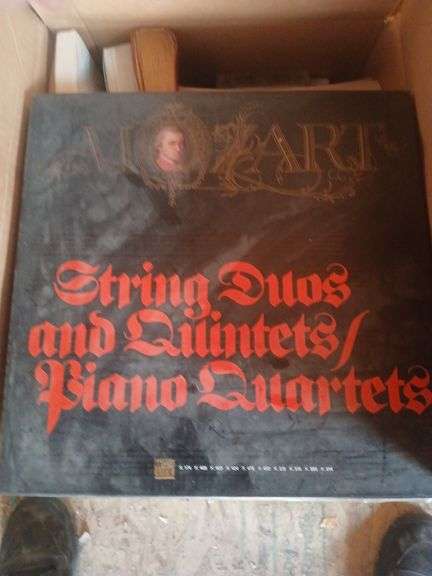 MOZART
String Duos
and Quintets/
Piano Quartets